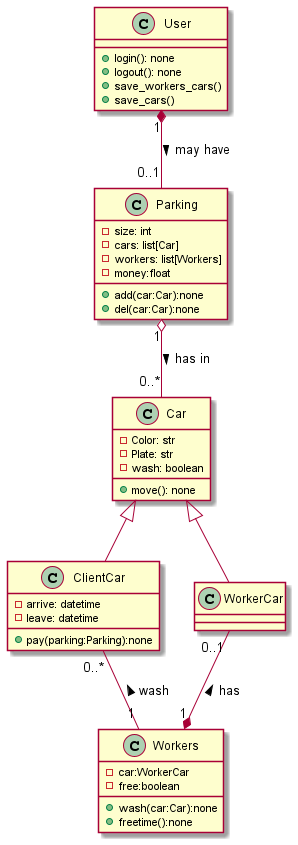 C User
login(): none
logout(): none
save_workers_cars()
save_cars()
1
may have
0..1
C Parking
size: int
cars: list[Car]
workers: list[Workers]
money:float
add(car:Car):none
del(car:Car):none
1
has in
0..*
C Car
Color: str
Plate: str
wash: boolean
move(): none
C ClientCar
arrive: datetime
leave: datetime
pay(parking:Parking):none
C WorkerCar
0..* 0..1
wash has
1 1
C Workers
car:WorkerCar
free:boolean
wash(car:Car):none
freetime():none